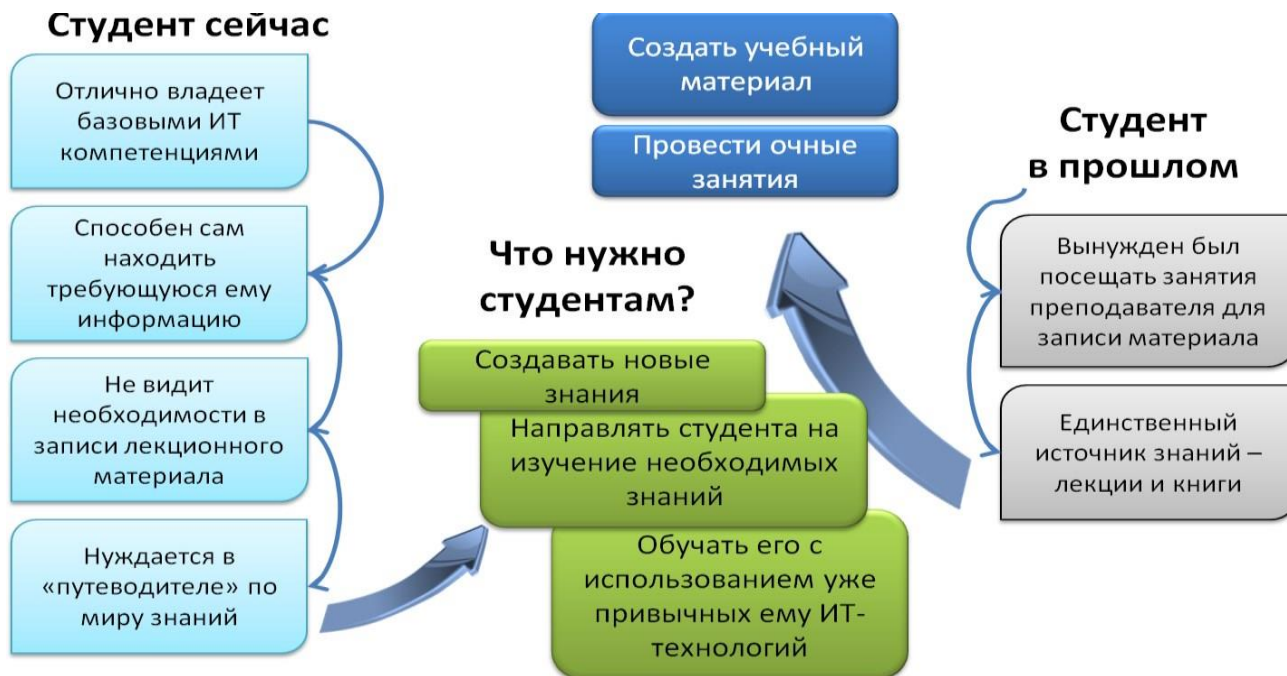 Студент сейчас
Отлично владеет
базовыми ИТ
компетенциями
Способен сам
находить
требующуюся ему
информацию
Не видит
необходимости в
записи лекционного
материала
Нуждается в
«путеводителе» по
миру знаний
Создать учебный
материал
Провести очные
занятия
Что нужно
студентам?
Создавать новые
знания
Направлять студента на
изучение необходимых
знаний
Обучать его с
использованием уже
привычных ему ИТ-
технологий
Студент
в прошлом
Вынужден был
посещать занятия
преподавателя для
записи материала
Единственный
источник знаний –
лекции и книги